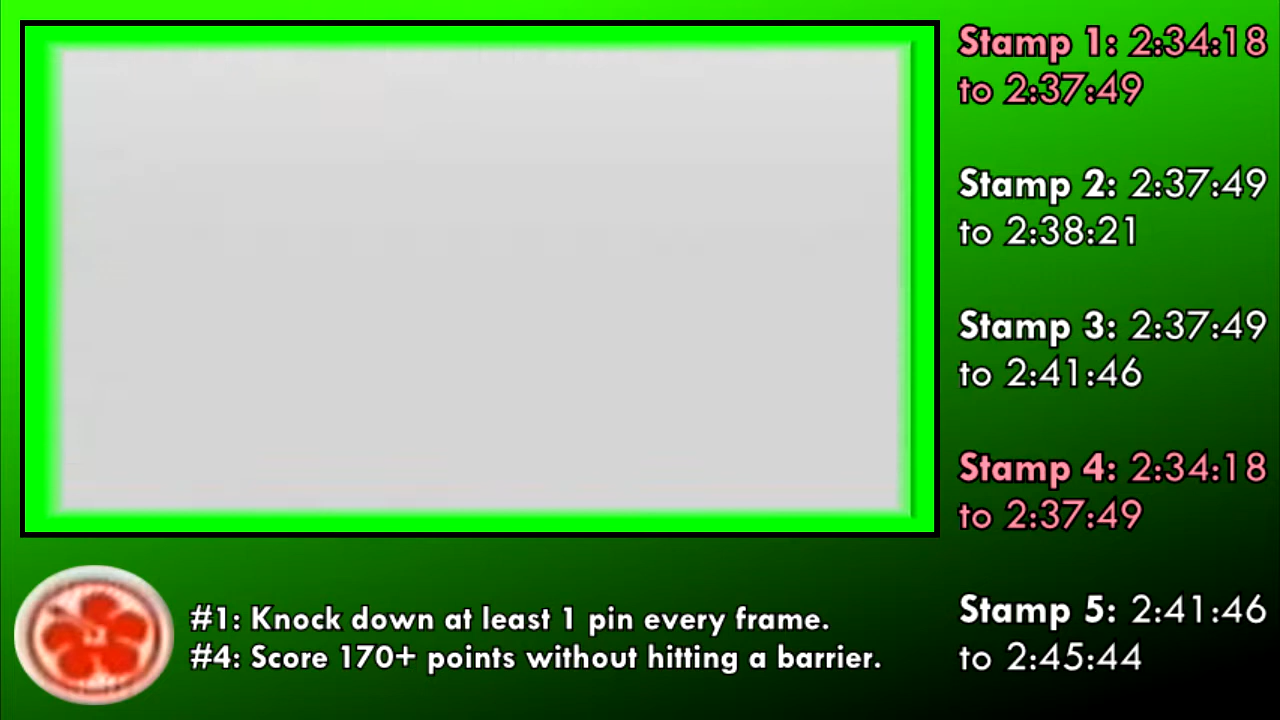 Stamp 1: 2:34:18
to 2:37:49
Stamp 2: 2:37:49
to 2:38:21
Stamp 3: 2:37:49
to 2:41:46
Stamp 4: 2:34:18
to 2:37:49
Stamp 5: 2:41:46
to 2:45:44
#1: Knock down at least 1 pin every frame.
#4: Score 170+ points without hitting a barrier.